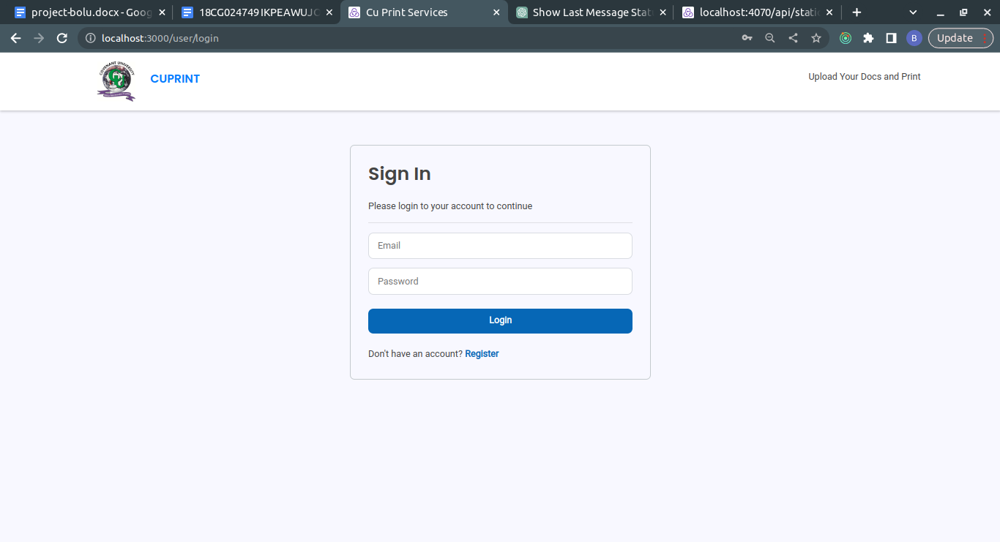 project-bolu.docx - Goog
18CG024749 IKPEAWUJC
Cu Print Services
Show Last Message Stat
localhost:4070/api/static
localhost:3000/user/login
B
Update
COVENANT UNIVERSITY
CUPRINT
Upload Your Docs and Print
Sign In
Please login to your account to continue
Email
Password
Login
Don't have an account? Register